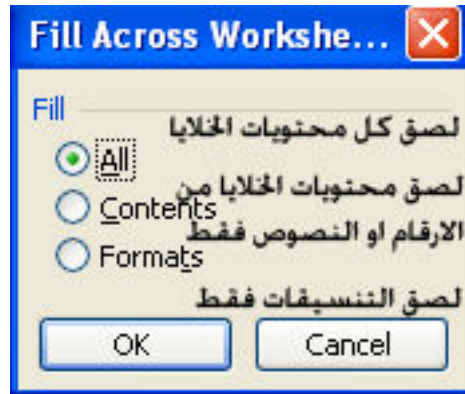 Fill Across Workshe...
Fill
لصق كل محتويات الخلايا
All
لصق محتويات الخلايا من
Contents
الارقام او النصوص فقط
Formats
لصق التنسيقات فقط
OK Cancel